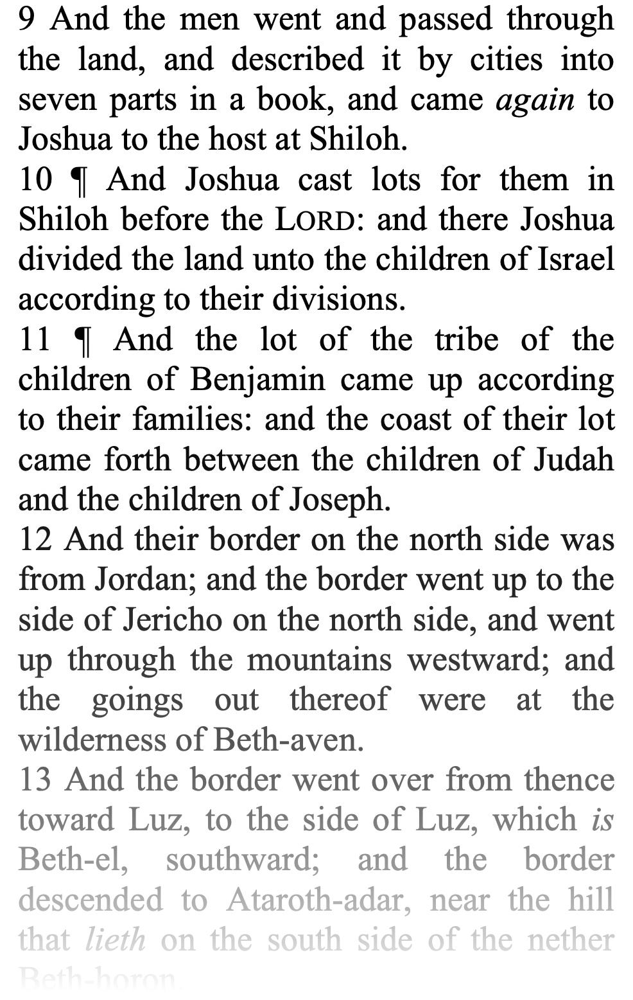 9 And the men went and passed through
the land, and described it by cities into
seven parts in a book, and came again to
Joshua to the host at Shiloh.
10 ¶ And Joshua cast lots for them in
Shiloh before the LORD: and there Joshua
divided the land unto the children of Israel
according to their divisions.
11 ¶ And the lot of the tribe of the
children of Benjamin came up according
to their families: and the coast of their lot
came forth between the children of Judah
and the children of Joseph.
12 And their border on the north side was
from Jordan; and the border went up to the
side of Jericho on the north side, and went
up through the mountains westward; and
the goings out thereof were at the
wilderness of Beth-aven.
13 And the border went over from thence
toward Luz, to the side of Luz, which is
Beth-el, southward; and the border
descended to Ataroth-adar, near the hill
that lieth on the south side of the nether
Beth-horon.